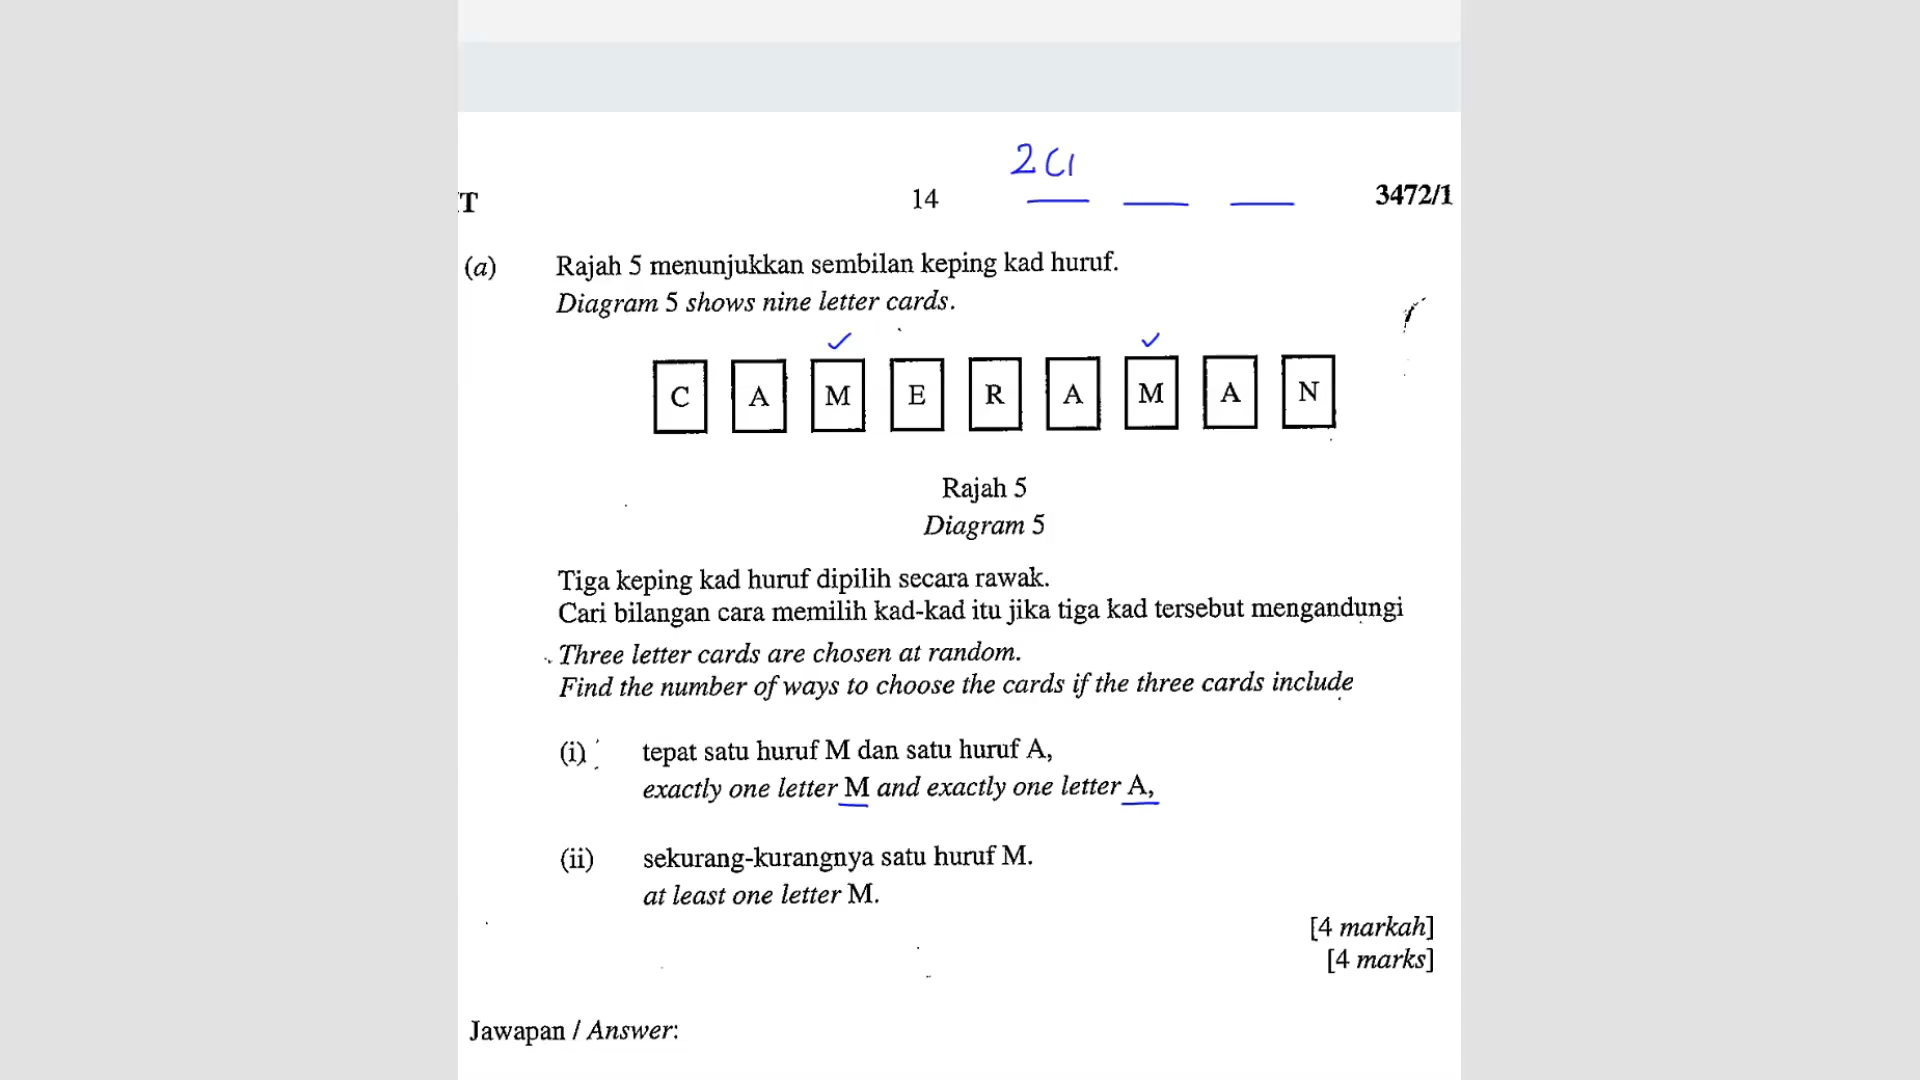 2C1
T 14 3472/1
(a) Rajah 5 menunjukkan sembilan keping kad huruf.
Diagram 5 shows nine letter cards.
C A M E R A M A N
Rajah 5
Diagram 5
Tiga keping kad huruf dipilih secara rawak.
Cari bilangan cara memilih kad-kad itu jika tiga kad tersebut mengandungi
Three letter cards are chosen at random.
Find the number of ways to choose the cards if the three cards include
(i) tepat satu huruf M dan satu huruf A,
exactly one letter M and exactly one letter A,
(ii) sekurang-kurangnya satu huruf M.
at least one letter M.
[4 markah]
[4 marks]
Jawapan / Answer: